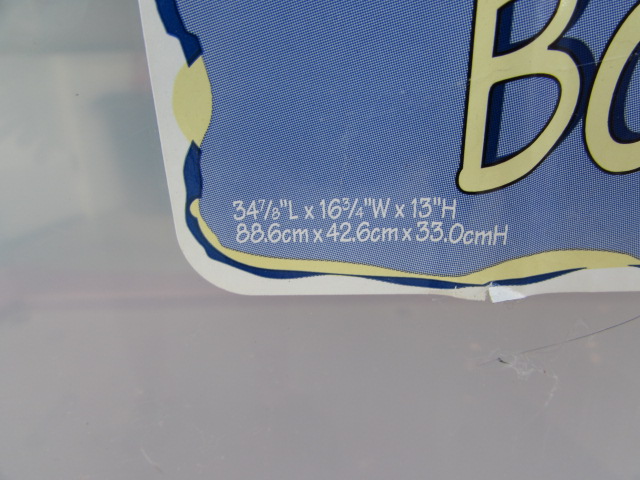 34⅞"L x 16¾"W x 13"H
88.6cm x 42.6cm x 33.0cmH